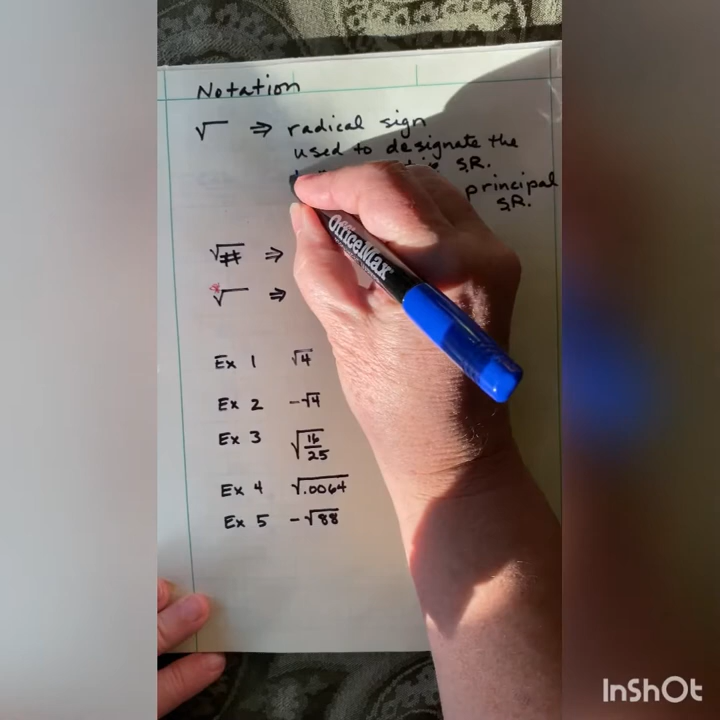 Notation
√ ⇒ radical sign
used to designate the
S.R.
principal
S.R.
√# ⇒
√ ⇒
Ex 1 √4
Ex 2 -√4
Ex 3 √16/25
Ex 4 √.0064
Ex 5 -√88
OfficeMax
InShOt